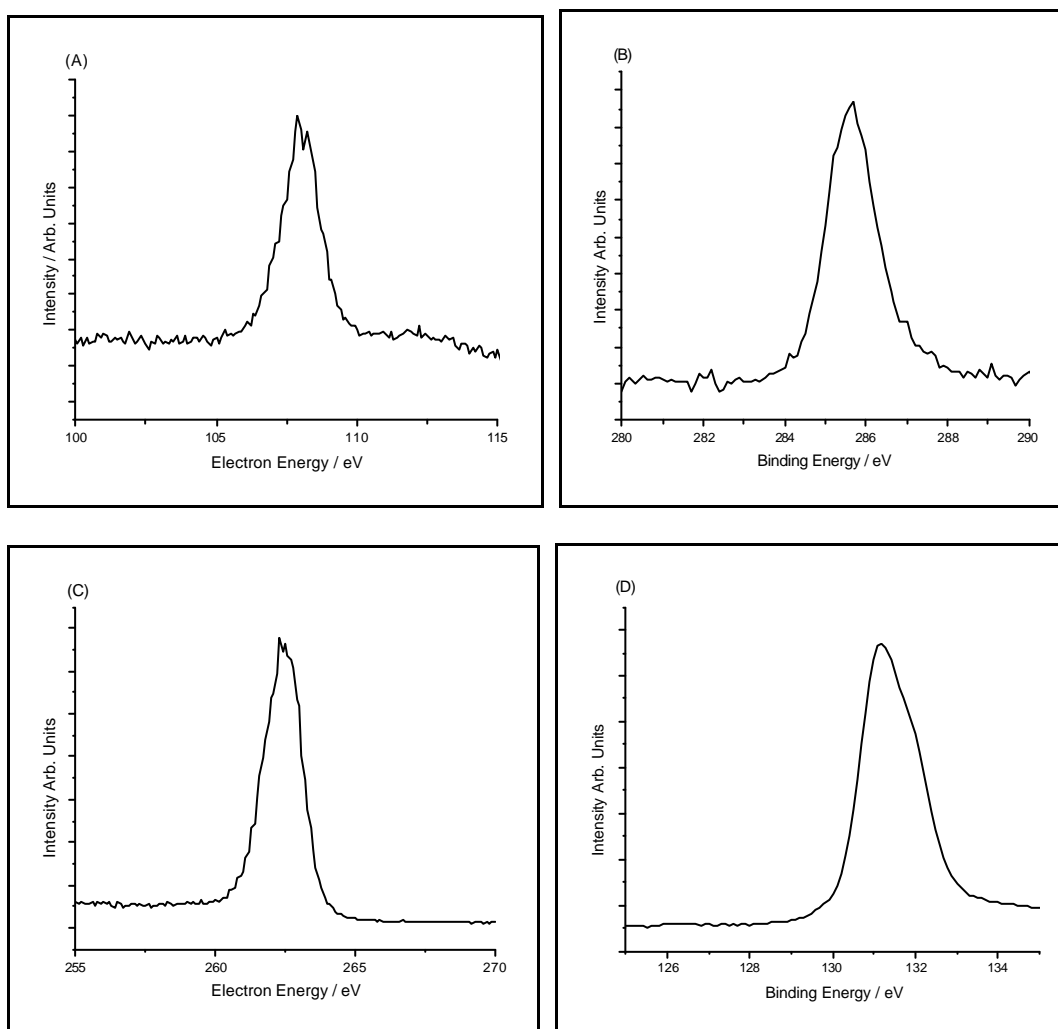 (A)
Intensity / Arb. Units
100 105 110 115
Electron Energy / eV
(B)
Intensity Arb. Units
280 282 284 286 288 290
Binding Energy / eV
(C)
Intensity Arb. Units
255 260 265 270
Electron Energy / eV
(D)
Intensity Arb. Units
126 128 130 132 134
Binding Energy / eV